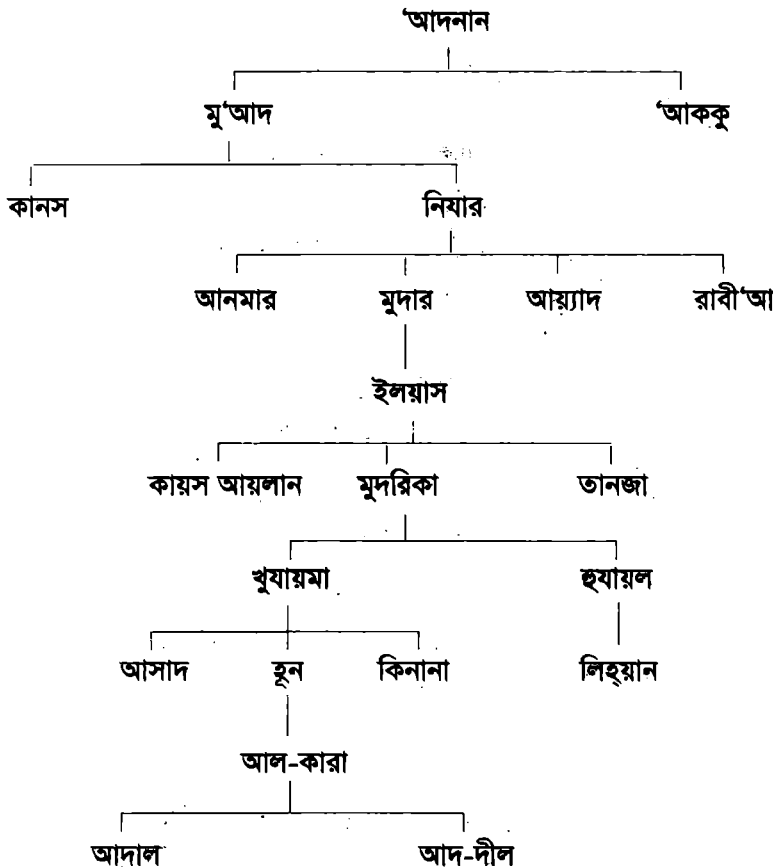 ‘আদনান
মু‘আদ ‘আককু
কানস নিযার
আনমার মুদার আয়্যাদ রাবী‘আ
ইলয়াস
কায়স আয়লান মুদরিকা তানজা
খুযায়মা হুযায়ল
আসাদ হূন কিনানা লিহ্য়ান
আল-কারা
আদাল আদ-দীল